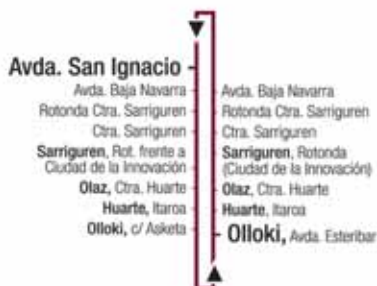 Avda. San Ignacio
Avda. Baja Navarra
Rotonda Ctra. Sarriguren
Ctra. Sarriguren
Sarriguren, Rot. frente a
Ciudad de la Innovación
Olaz, Ctra. Huarte
Huarte, Itaroa
Olloki, c/ Asketa
Avda. Baja Navarra
Rotonda Ctra. Sarriguren
Ctra. Sarriguren
Sarriguren, Rotonda
(Ciudad de la Innovación)
Olaz, Ctra. Huarte
Huarte, Itaroa
Olloki, Avda. Esteribar